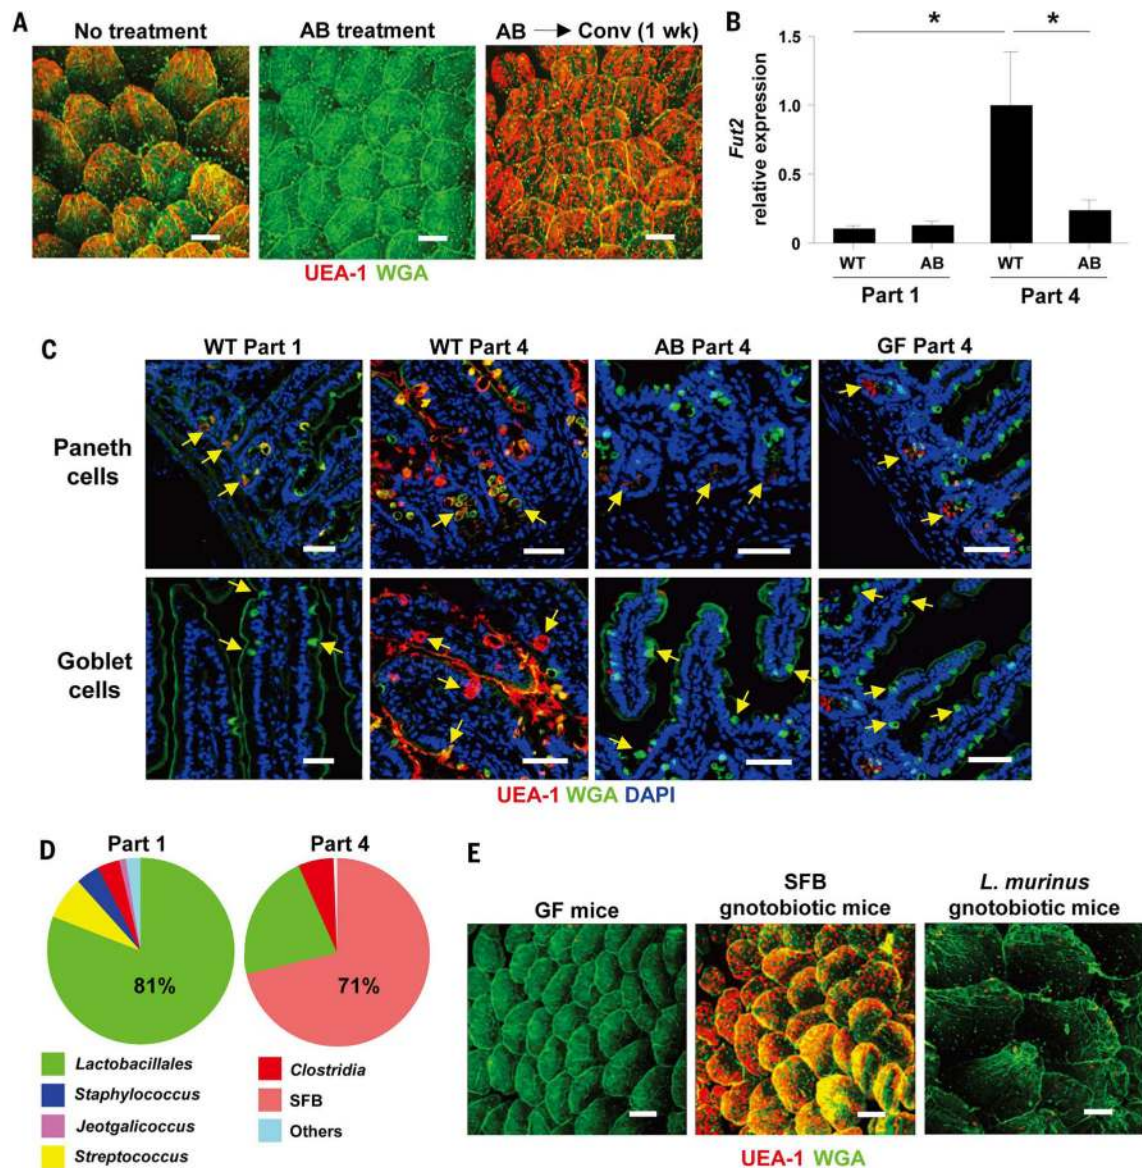 A
No treatment
AB treatment
AB → Conv (1 wk)
UEA-1 WGA
B
*
*
1.5
1.0
0.5
0
Fut2
relative expression
WT
AB
WT
AB
Part 1
Part 4
C
WT Part 1
WT Part 4
AB Part 4
GF Part 4
Paneth
cells
Goblet
cells
UEA-1 WGA DAPI
D
Part 1
Part 4
81%
71%
Lactobacillales
Staphylococcus
Jeotgalicoccus
Streptococcus
Clostridia
SFB
Others
E
GF mice
SFB
gnotobiotic mice
L. murinus
gnotobiotic mice
UEA-1 WGA